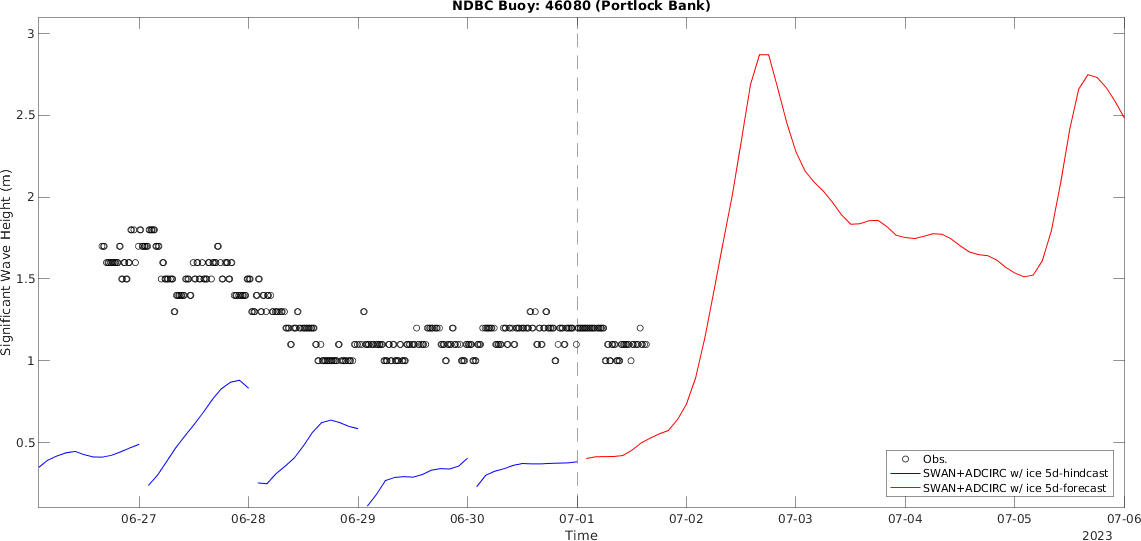 NDBC Buoy: 46080 (Portlock Bank)
3
2.5
2
1.5
1
0.5
Significant Wave Height (m)
Obs.
SWAN+ADCIRC w/ ice 5d-hindcast
SWAN+ADCIRC w/ ice 5d-forecast
06-27 06-28 06-29 06-30 07-01 07-02 07-03 07-04 07-05 07-06
Time
2023